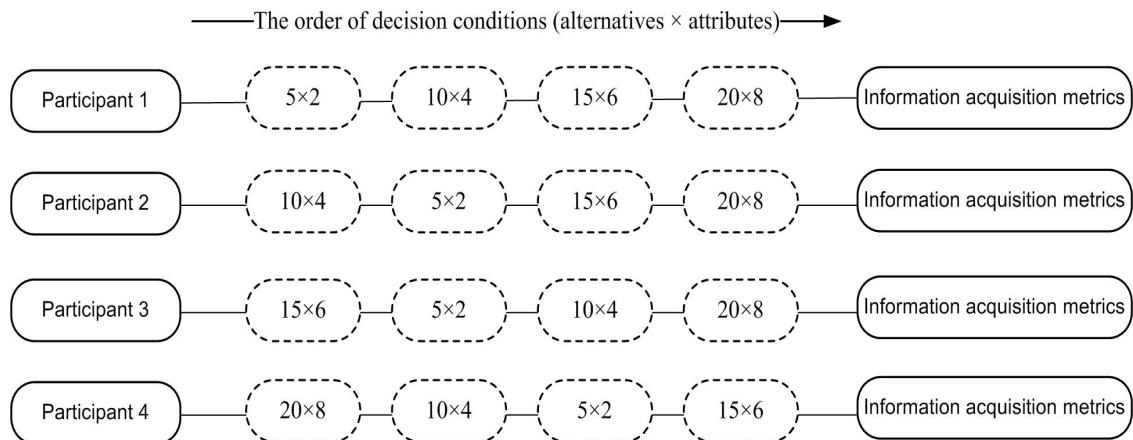 The order of decision conditions (alternatives × attributes)
Participant 1 5×2 10×4 15×6 20×8 Information acquisition metrics
Participant 2 10×4 5×2 15×6 20×8 Information acquisition metrics
Participant 3 15×6 5×2 10×4 20×8 Information acquisition metrics
Participant 4 20×8 10×4 5×2 15×6 Information acquisition metrics